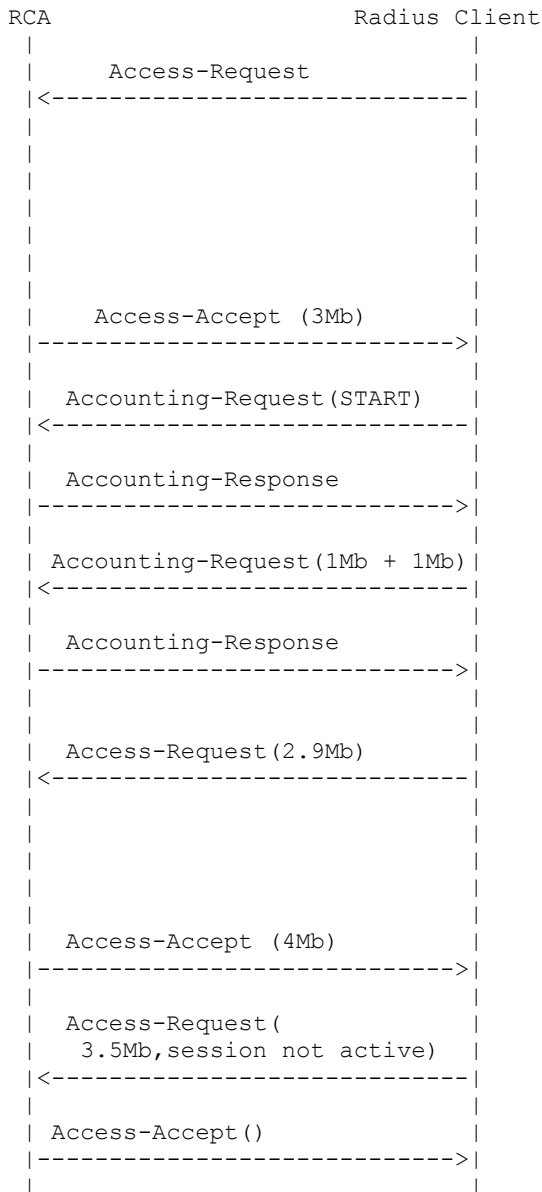 RCA Radius Client
Access-Request
Access-Accept (3Mb)
Accounting-Request(START)
Accounting-Response
Accounting-Request(1Mb + 1Mb)
Accounting-Response
Access-Request(2.9Mb)
Access-Accept (4Mb)
Access-Request(
3.5Mb,session not active)
Access-Accept()